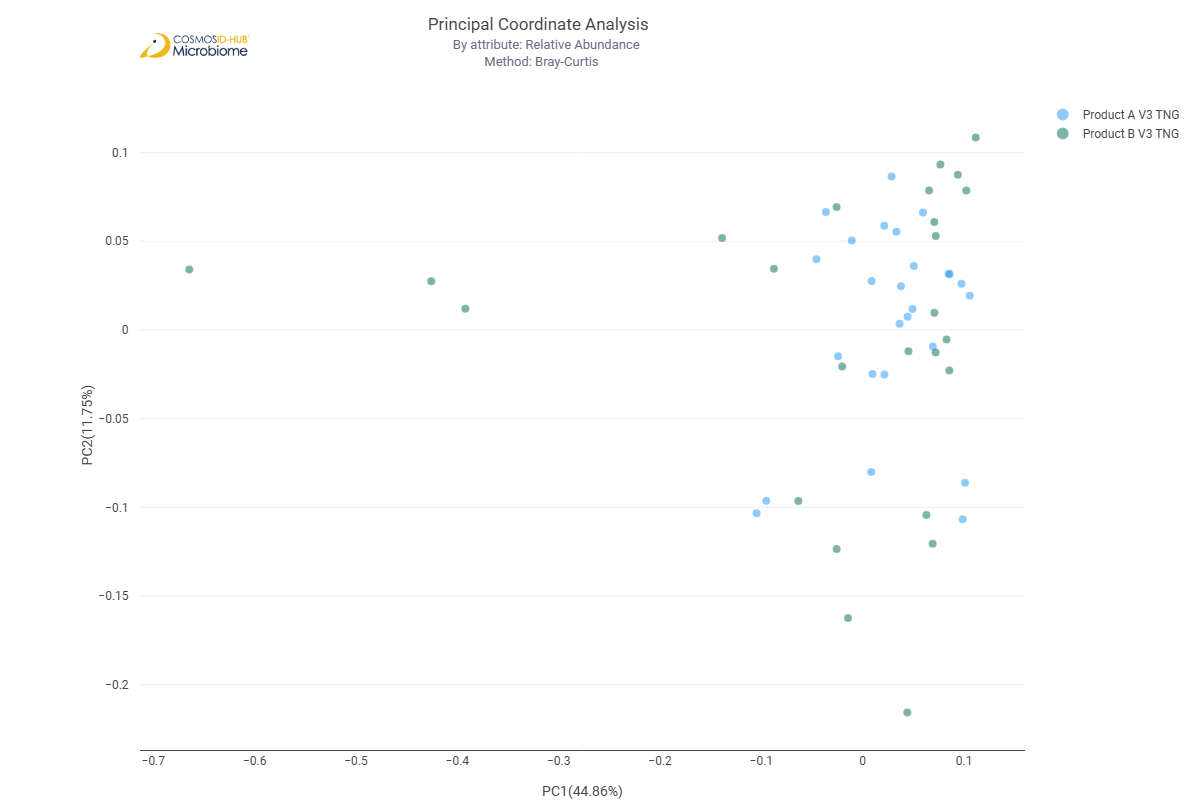 Principal Coordinate Analysis
By attribute: Relative Abundance
Method: Bray-Curtis
COSMOSID-HUB
Microbiome
Product A V3 TNG
Product B V3 TNG
0.1
0.05
0
−0.05
−0.1
−0.15
−0.2
PC2(11.75%)
−0.7
−0.6
−0.5
−0.4
−0.3
−0.2
−0.1
0
0.1
PC1(44.86%)